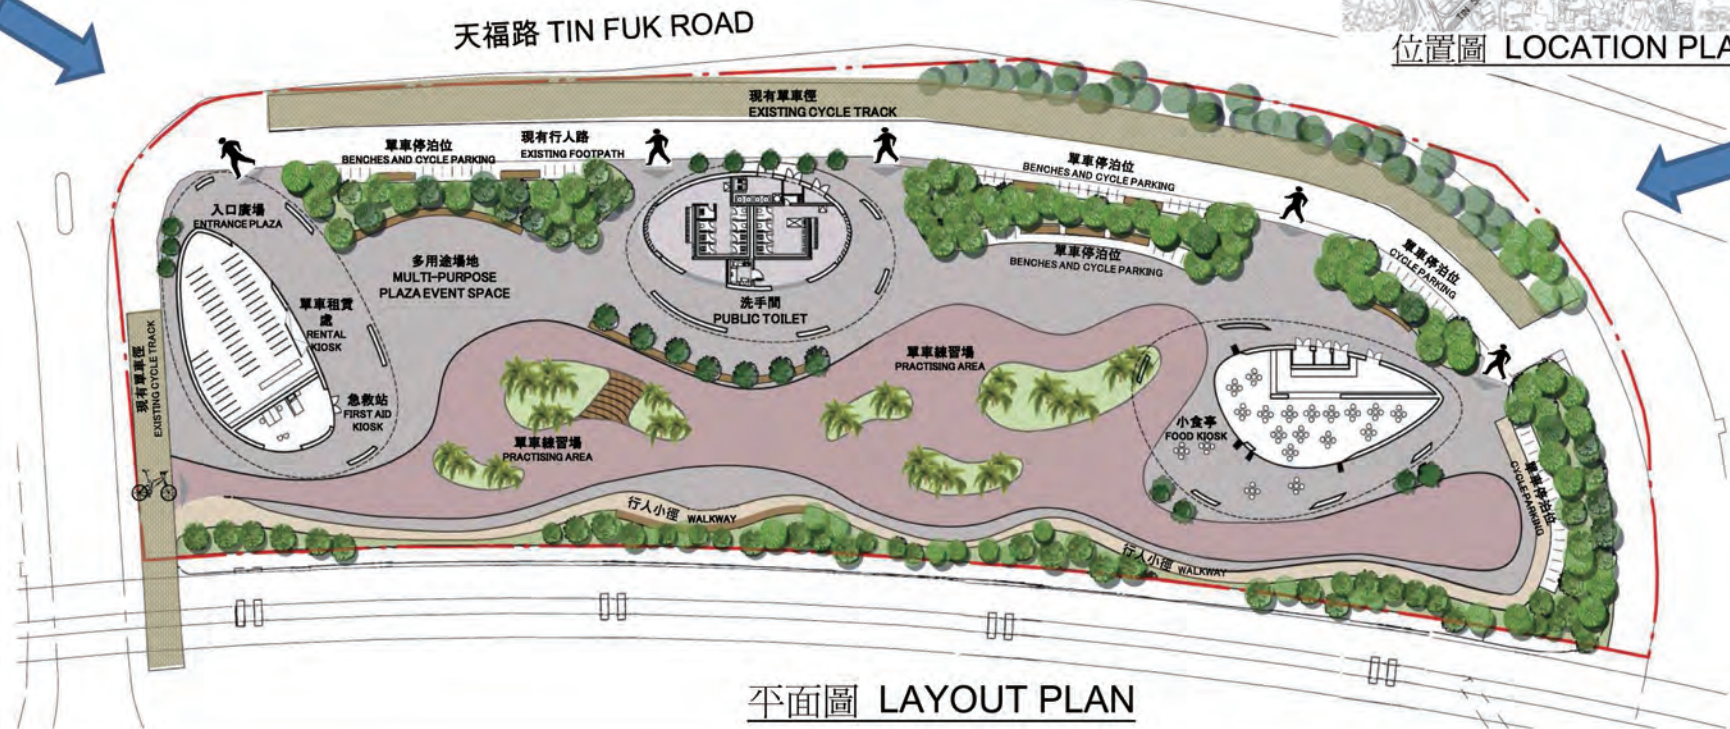 天福路 TIN FUK ROAD
位置圖 LOCATION PLA
現有單車徑
EXISTING CYCLE TRACK
單車停泊位
BENCHES AND CYCLE PARKING
現有行人路
EXISTING FOOTPATH
單車停泊位
BENCHES AND CYCLE PARKING
入口廣場
ENTRANCE PLAZA
多用途場地
MULTI-PURPOSE
PLAZA EVENT SPACE
單車停泊位
BENCHES AND CYCLE PARKING
單車停泊位
CYCLE PARKING
單車租賃
處
RENTAL
KIOSK
洗手間
PUBLIC TOILET
現有單車徑
EXISTING CYCLE TRACK
單車練習場
PRACTISING AREA
急救站
FIRST AID
KIOSK
小食亭
FOOD KIOSK
單車練習場
PRACTISING AREA
單車停泊位
CYCLE PARKING
行人小徑 WALKWAY
行人小徑 WALKWAY
平面圖 LAYOUT PLAN